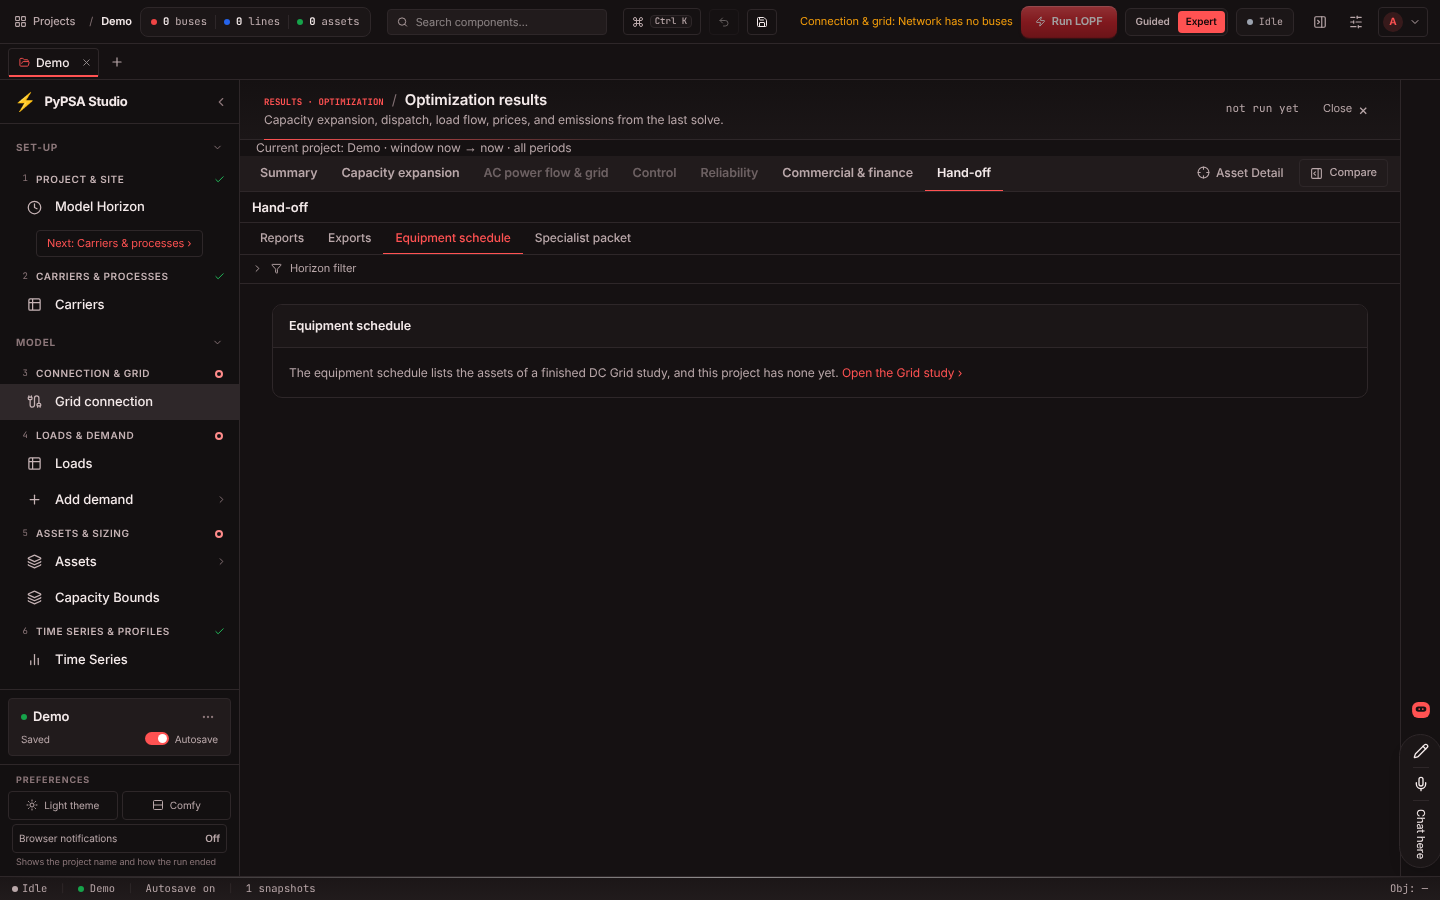 Projects / Demo 0 buses 0 lines 0 assets Search components... Ctrl K Connection & grid: Network has no buses Run LOPF Guided Expert Idle A
Demo
PyPSA Studio
RESULTS · OPTIMIZATION / Optimization results
Capacity expansion, dispatch, load flow, prices, and emissions from the last solve.
not run yet Close
Current project: Demo · window now → now · all periods
Summary Capacity expansion AC power flow & grid Control Reliability Commercial & finance Hand-off Asset Detail Compare
Hand-off
Reports Exports Equipment schedule Specialist packet
Horizon filter
Equipment schedule
The equipment schedule lists the assets of a finished DC Grid study, and this project has none yet. Open the Grid study ›
SET-UP
1 PROJECT & SITE
Model Horizon
Next: Carriers & processes ›
2 CARRIERS & PROCESSES
Carriers
MODEL
3 CONNECTION & GRID
Grid connection
4 LOADS & DEMAND
Loads
Add demand
5 ASSETS & SIZING
Assets
Capacity Bounds
6 TIME SERIES & PROFILES
Time Series
Demo
Saved Autosave
PREFERENCES
Light theme Comfy
Browser notifications Off
Shows the project name and how the run ended
Chat here
Idle Demo Autosave on 1 snapshots Obj: —